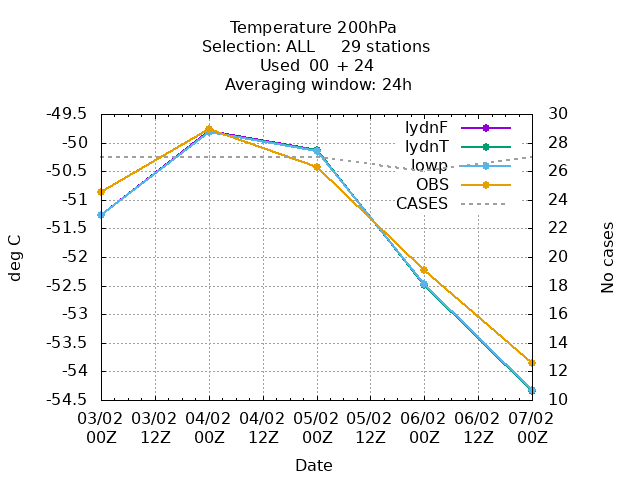 Temperature 200hPa
Selection: ALL 29 stations
Used 00 + 24
Averaging window: 24h
-49.5
-50
-50.5
-51
-51.5
-52
-52.5
-53
-53.5
-54
-54.5
deg C
30
28
26
24
22
20
18
16
14
12
10
No cases
lydnF
lydnT
lowp
OBS
CASES
03/02 03/02 04/02 04/02 05/02 05/02 06/02 06/02 07/02
00Z 12Z 00Z 12Z 00Z 12Z 00Z 12Z 00Z
Date